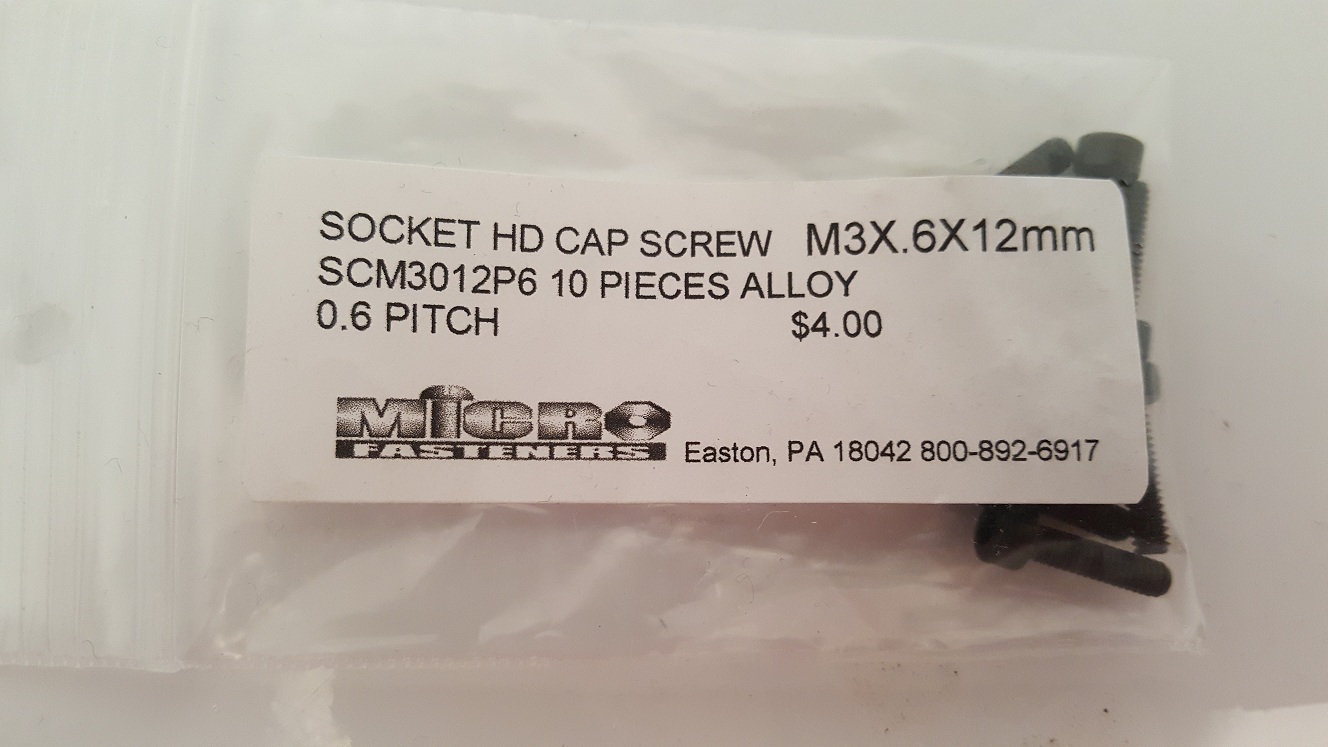 SOCKET HD CAP SCREW M3X.6X12mm
SCM3012P6 10 PIECES ALLOY
0.6 PITCH $4.00
MICRO
FASTENERS Easton, PA 18042 800-892-6917